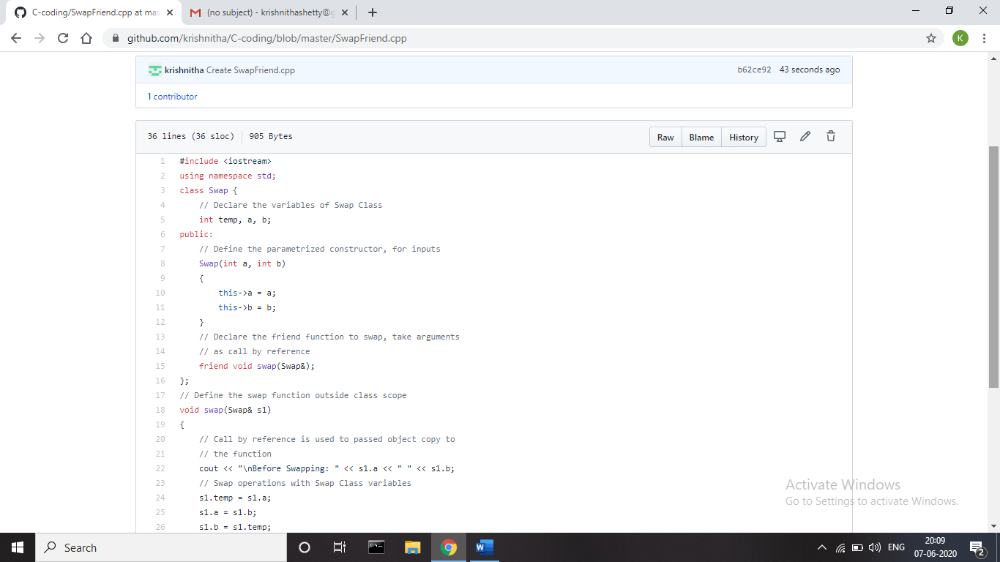 C-coding/SwapFriend.cpp at mas
(no subject) - krishnithashetty@g
github.com/krishnitha/C-coding/blob/master/SwapFriend.cpp
K
krishnitha Create SwapFriend.cpp
b62ce92 43 seconds ago
1 contributor
36 lines (36 sloc) 905 Bytes
Raw Blame History
1 #include <iostream>
2 using namespace std;
3 class Swap {
4 // Declare the variables of Swap Class
5 int temp, a, b;
6 public:
7 // Define the parametrized constructor, for inputs
8 Swap(int a, int b)
9 {
10 this->a = a;
11 this->b = b;
12 }
13 // Declare the friend function to swap, take arguments
14 // as call by reference
15 friend void swap(Swap&);
16 };
17 // Define the swap function outside class scope
18 void swap(Swap& s1)
19 {
20 // Call by reference is used to passed object copy to
21 // the function
22 cout << "\nBefore Swapping: " << s1.a << " " << s1.b;
23 // Swap operations with Swap Class variables
24 s1.temp = s1.a;
25 s1.a = s1.b;
26 s1.b = s1.temp;
Activate Windows
Go to Settings to activate Windows.
Search
ENG
20:09
07-06-2020
2